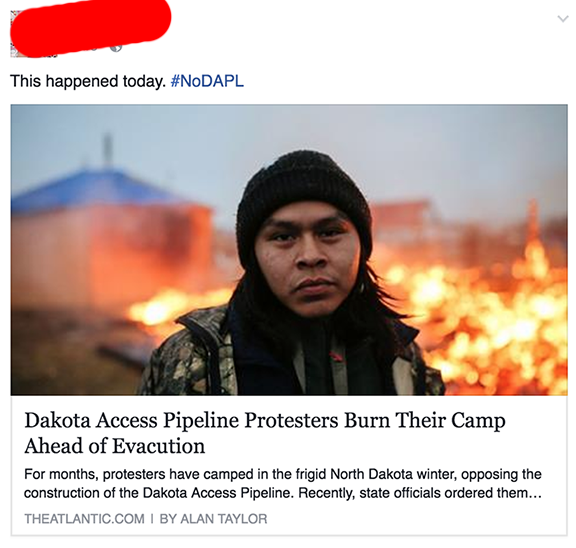 This happened today. #NoDAPL
Dakota Access Pipeline Protesters Burn Their Camp
Ahead of Evacution
For months, protesters have camped in the frigid North Dakota winter, opposing the
construction of the Dakota Access Pipeline. Recently, state officials ordered them...
THEATLANTIC.COM | BY ALAN TAYLOR